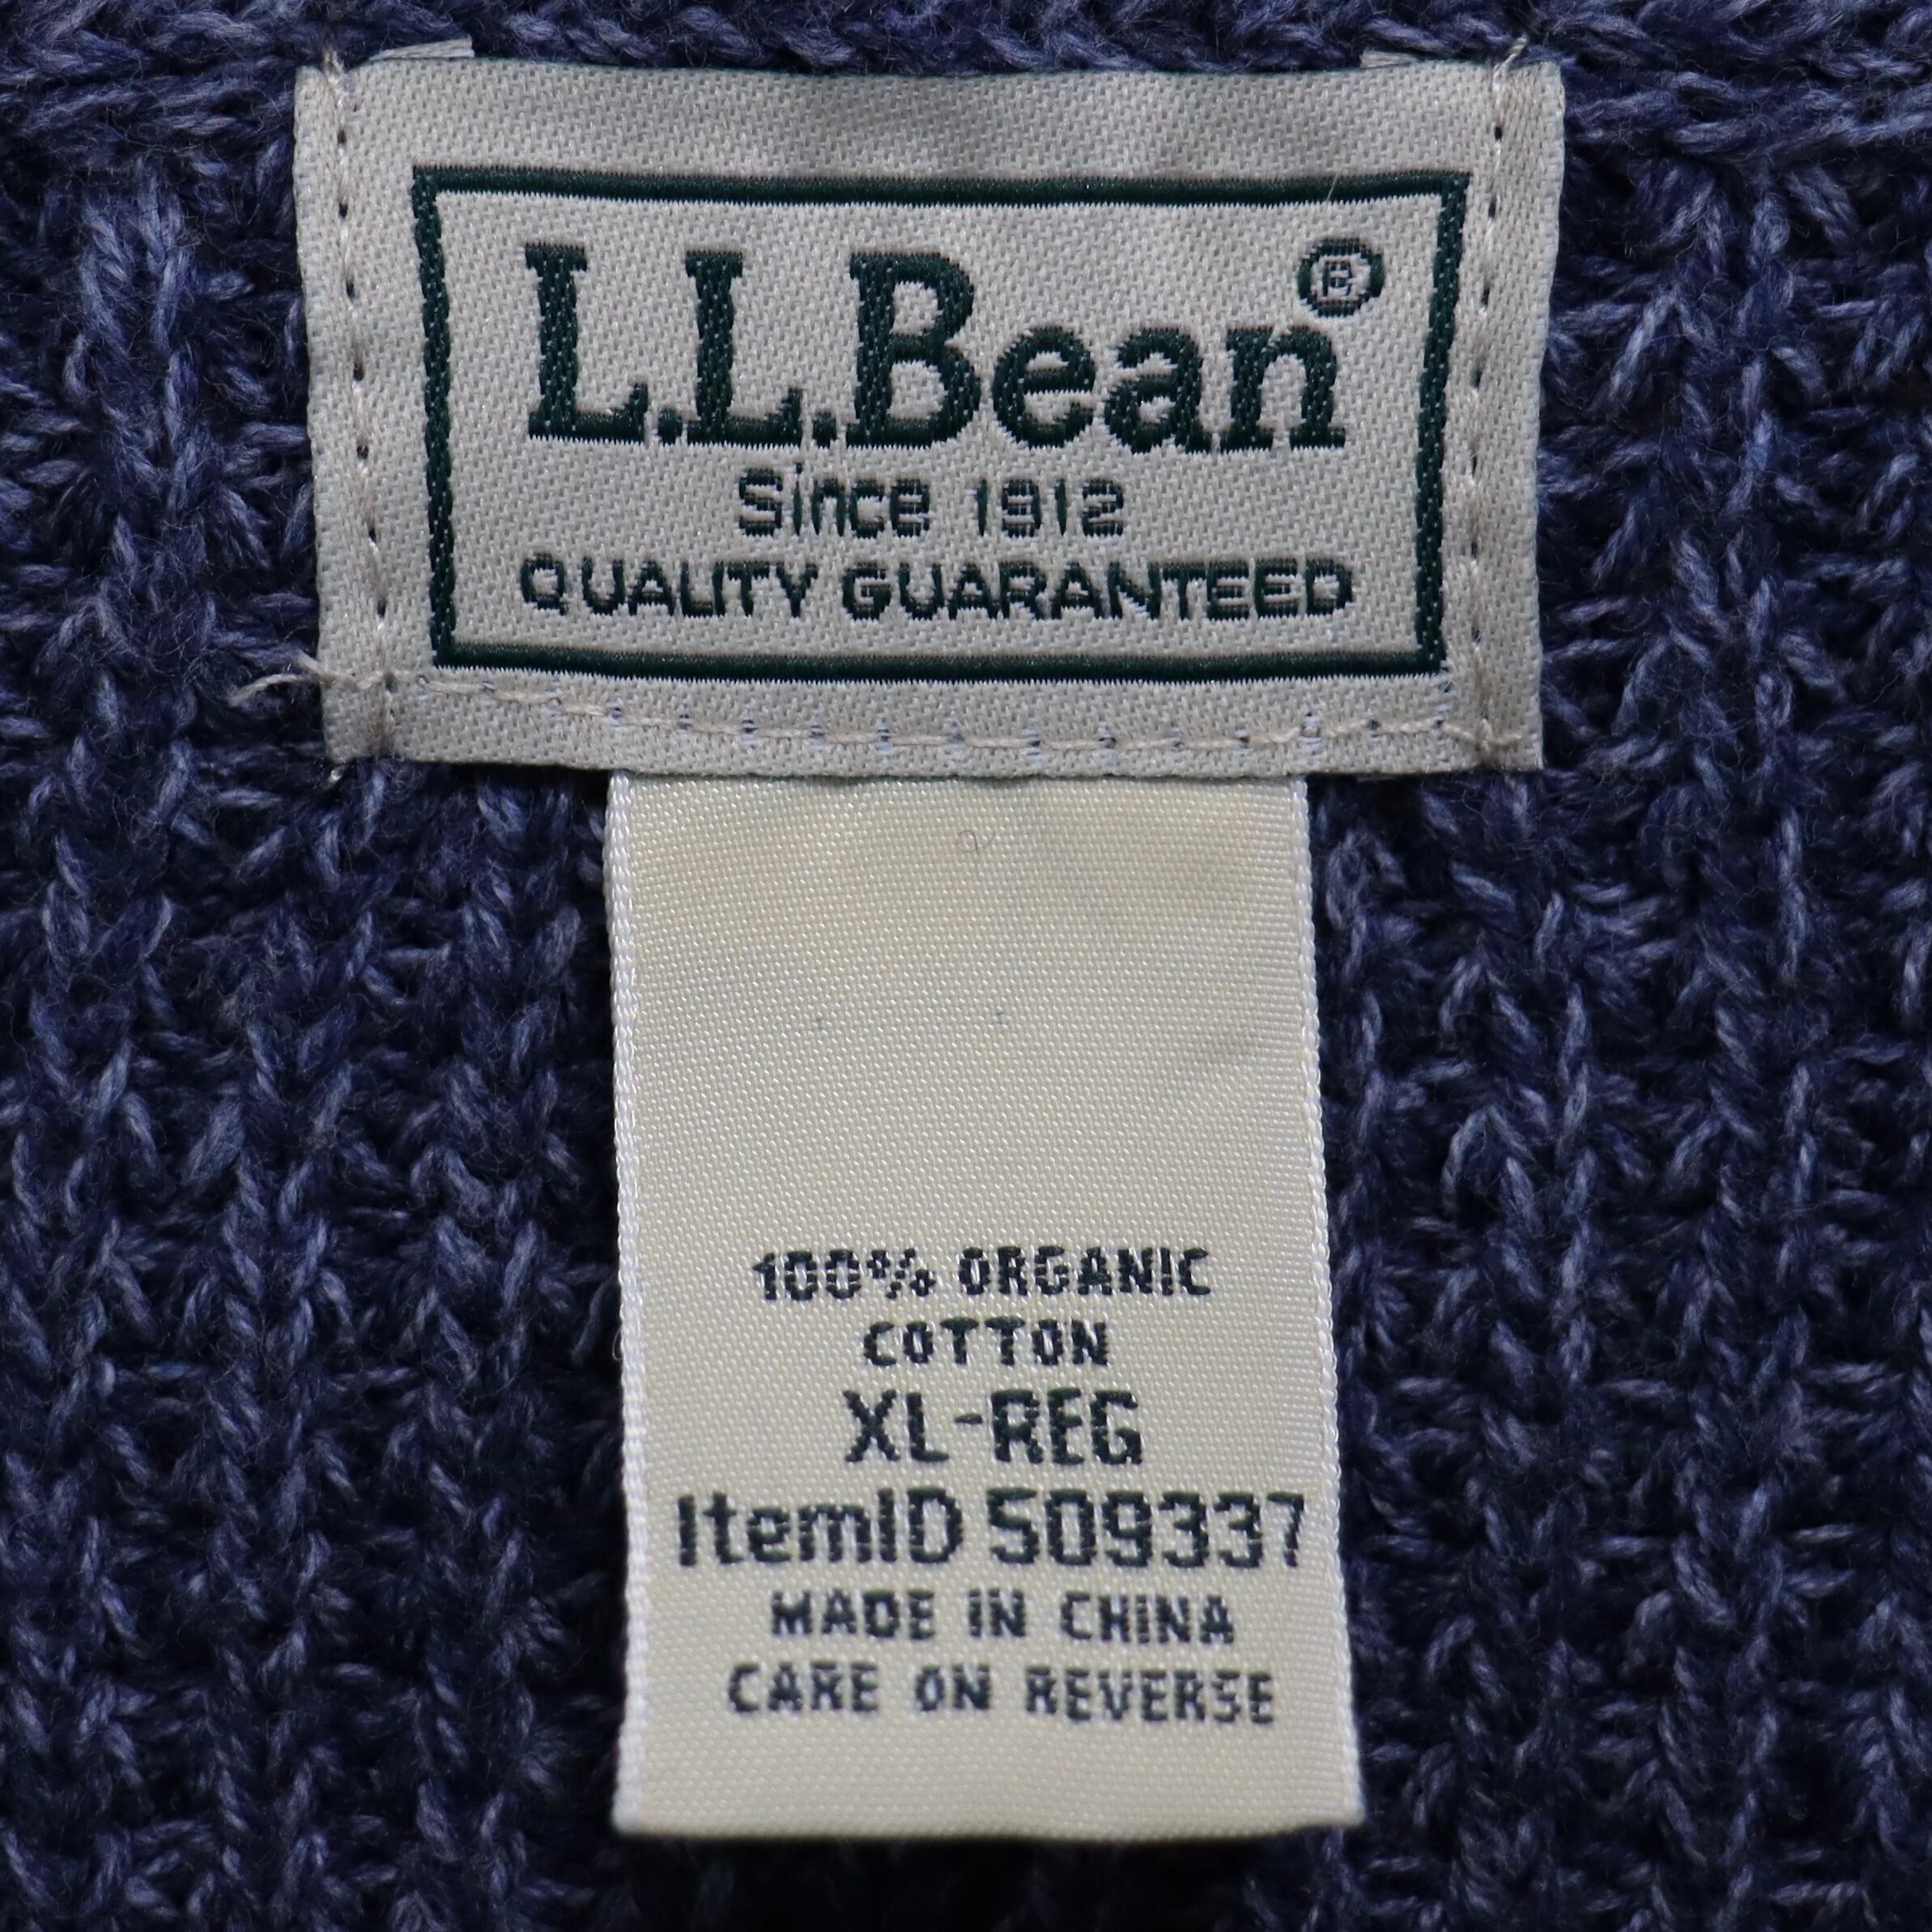 L.L.Bean®
Since 1912
QUALITY GUARANTEED
100% ORGANIC
COTTON
XL-REG
ItemID 509337
MADE IN CHINA
CARE ON REVERSE